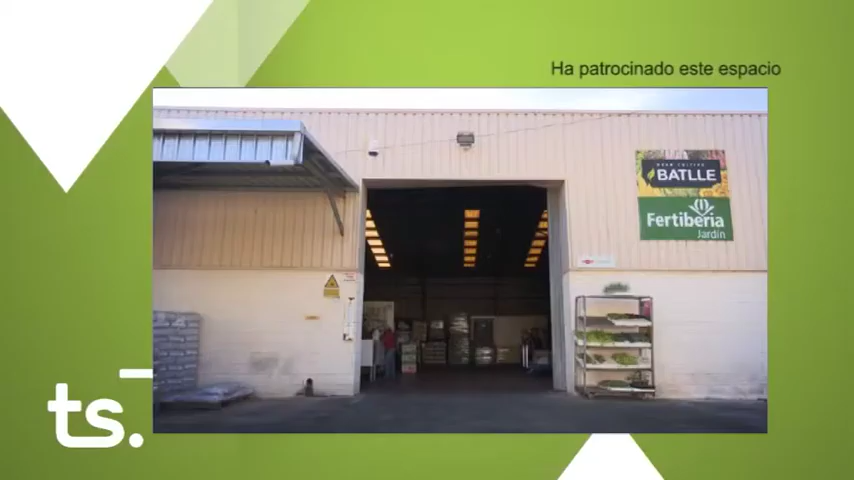 Ha patrocinado este espacio
BATLLE
Fertiberia
Jardín
ts.